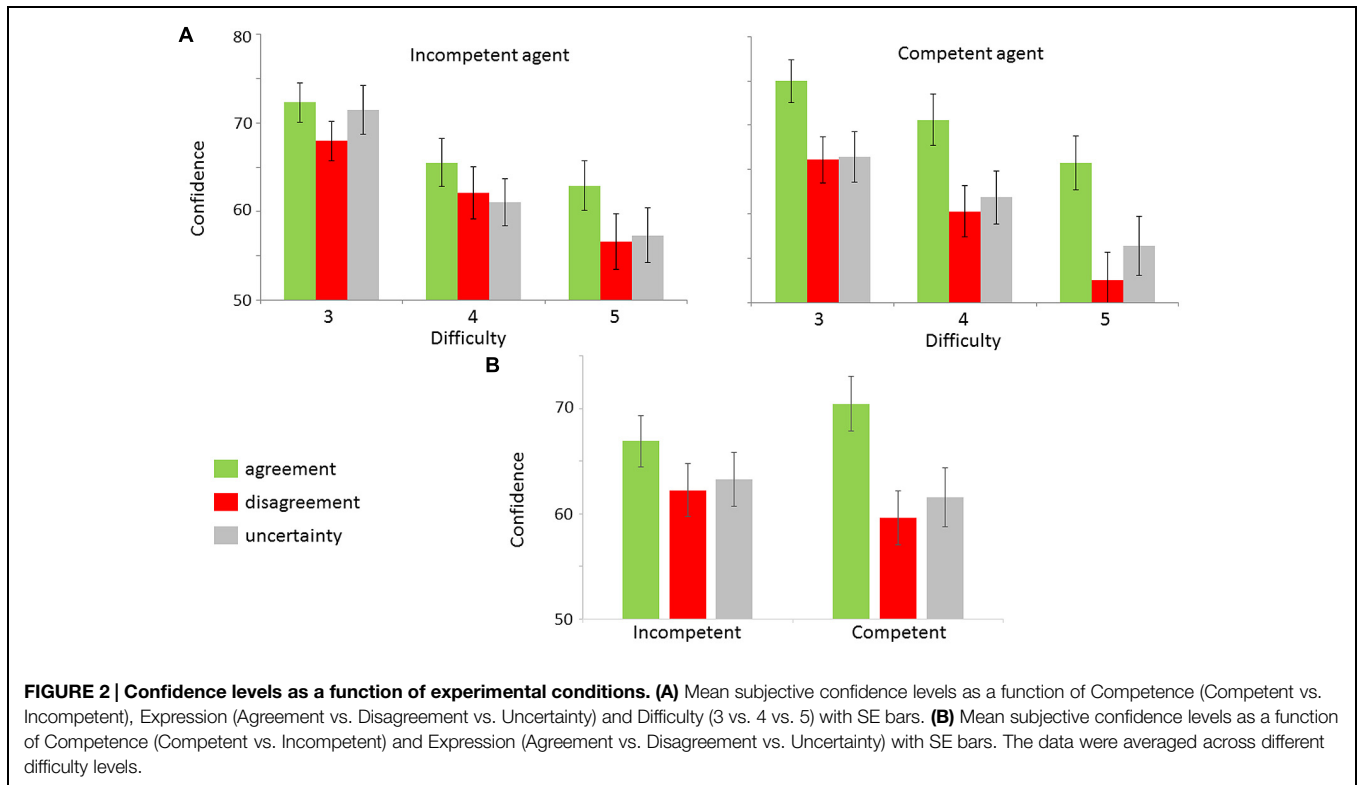 A
80
70
60
50
Confidence
Incompetent agent
3
4
5
Difficulty
Competent agent
3
4
5
Difficulty
B
70
60
50
Confidence
Incompetent
Competent
agreement
disagreement
uncertainty
FIGURE 2 | Confidence levels as a function of experimental conditions. (A) Mean subjective confidence levels as a function of Competence (Competent vs.
Incompetent), Expression (Agreement vs. Disagreement vs. Uncertainty) and Difficulty (3 vs. 4 vs. 5) with SE bars. (B) Mean subjective confidence levels as a function
of Competence (Competent vs. Incompetent) and Expression (Agreement vs. Disagreement vs. Uncertainty) with SE bars. The data were averaged across different
difficulty levels.